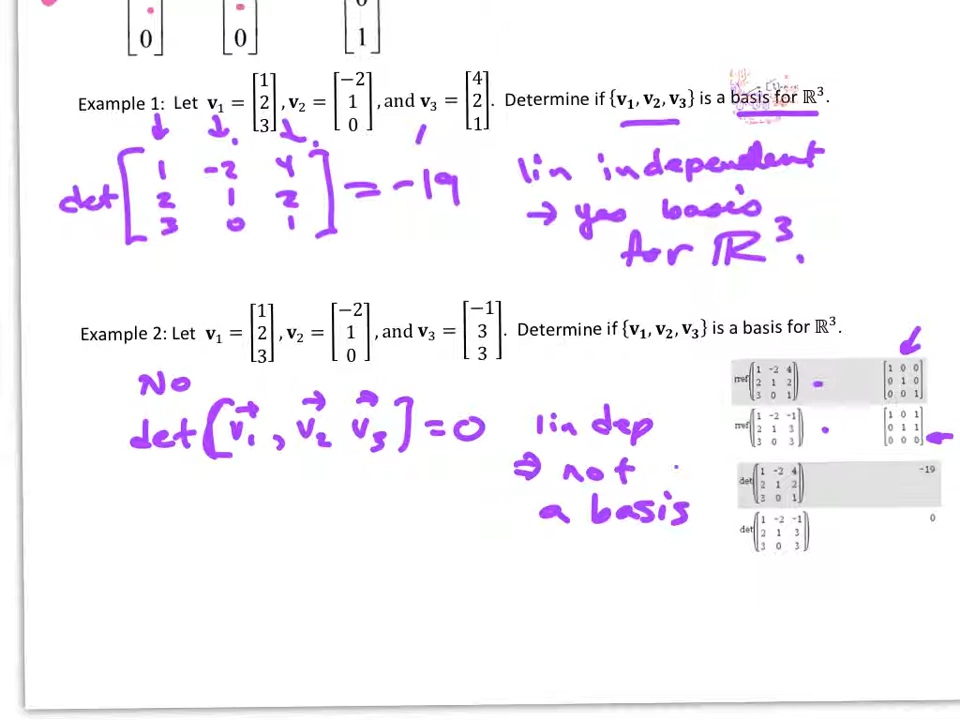 [0] [0] [1]
Example 1: Let v₁ = [1 2 3], v₂ = [−2 1 0], and v₃ = [4 2 1]. Determine if {v₁, v₂, v₃} is a basis for ℝ³.
det [1 -2 4
2 1 2
3 0 1] = -19
lin independent
→ yes basis
for ℝ³.
Example 2: Let v₁ = [1 2 3], v₂ = [−2 1 0], and v₃ = [−1 3 3]. Determine if {v₁, v₂, v₃} is a basis for ℝ³.
No
det [v⃗₁, v⃗₂ v⃗₃] = 0
lin dep
⇒ not
a basis
rref([1 -2 4 [1 0 0
2 1 2 0 1 0
3 0 1]) 0 0 1]
rref([1 -2 -1 [1 0 1
2 1 3 0 1 1
3 0 3]) 0 0 0]
det([1 -2 4 -19
2 1 2
3 0 1])
det([1 -2 -1 0
2 1 3
3 0 3])